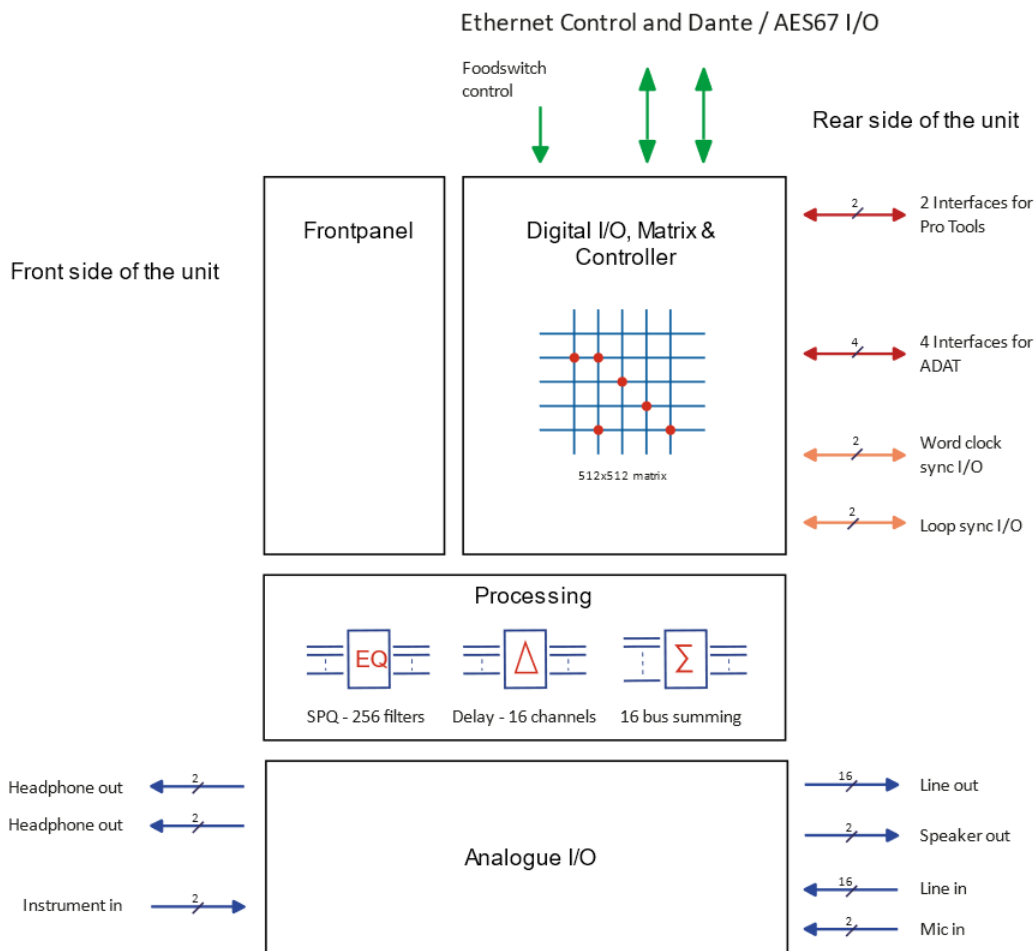 Ethernet Control and Dante / AES67 I/O
Foodswitch
control
Rear side of the unit
Front side of the unit
Frontpanel
Digital I/O, Matrix &
Controller
512x512 matrix
2
2 Interfaces for
Pro Tools
4
4 Interfaces for
ADAT
2
Word clock
sync I/O
2
Loop sync I/O
Processing
EQ
Δ
Σ
SPQ - 256 filters
Delay - 16 channels
16 bus summing
Headphone out
2
Headphone out
2
Instrument in
2
Analogue I/O
16
Line out
2
Speaker out
16
Line in
2
Mic in